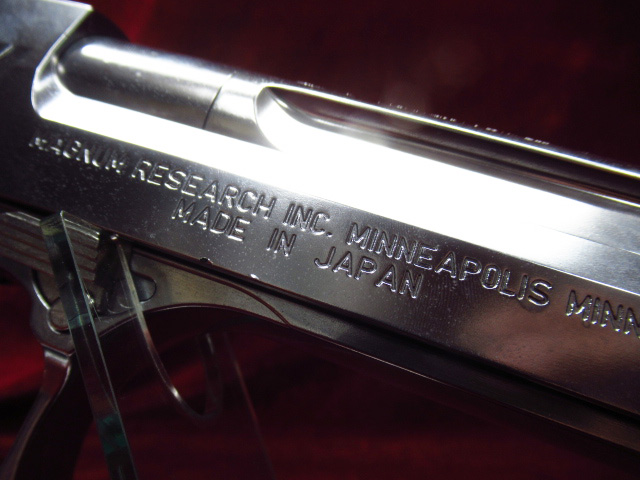 MAGNUM RESEARCH INC. MINNEAPOLIS MINN
MADE IN JAPAN